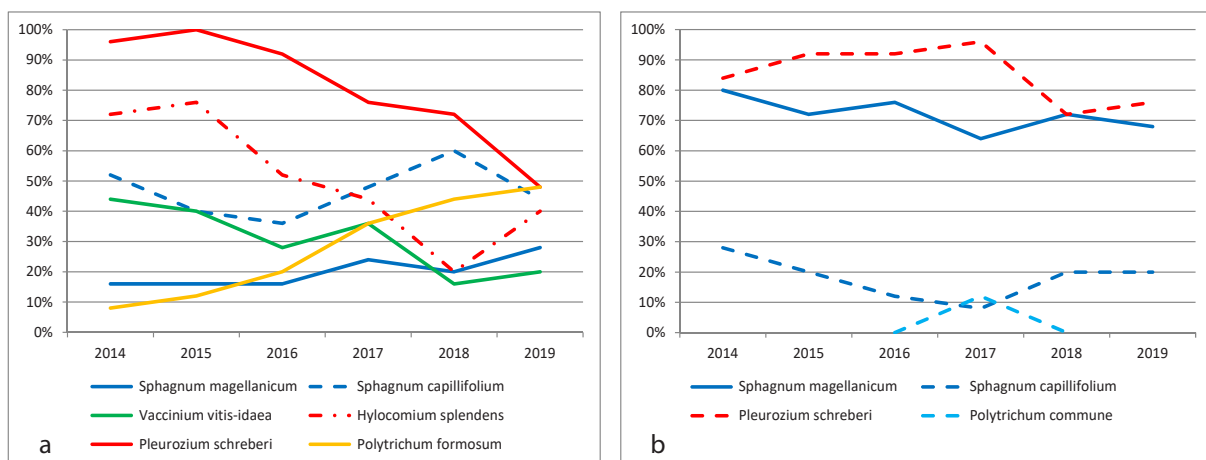 100%
90%
80%
70%
60%
50%
40%
30%
20%
10%
0%
2014 2015 2016 2017 2018 2019
Sphagnum magellanicum Sphagnum capillifolium
Vaccinium vitis-idaea Hylocomium splendens
Pleurozium schreberi Polytrichum formosum
a
100%
90%
80%
70%
60%
50%
40%
30%
20%
10%
0%
2014 2015 2016 2017 2018 2019
Sphagnum magellanicum Sphagnum capillifolium
Pleurozium schreberi Polytrichum commune
b